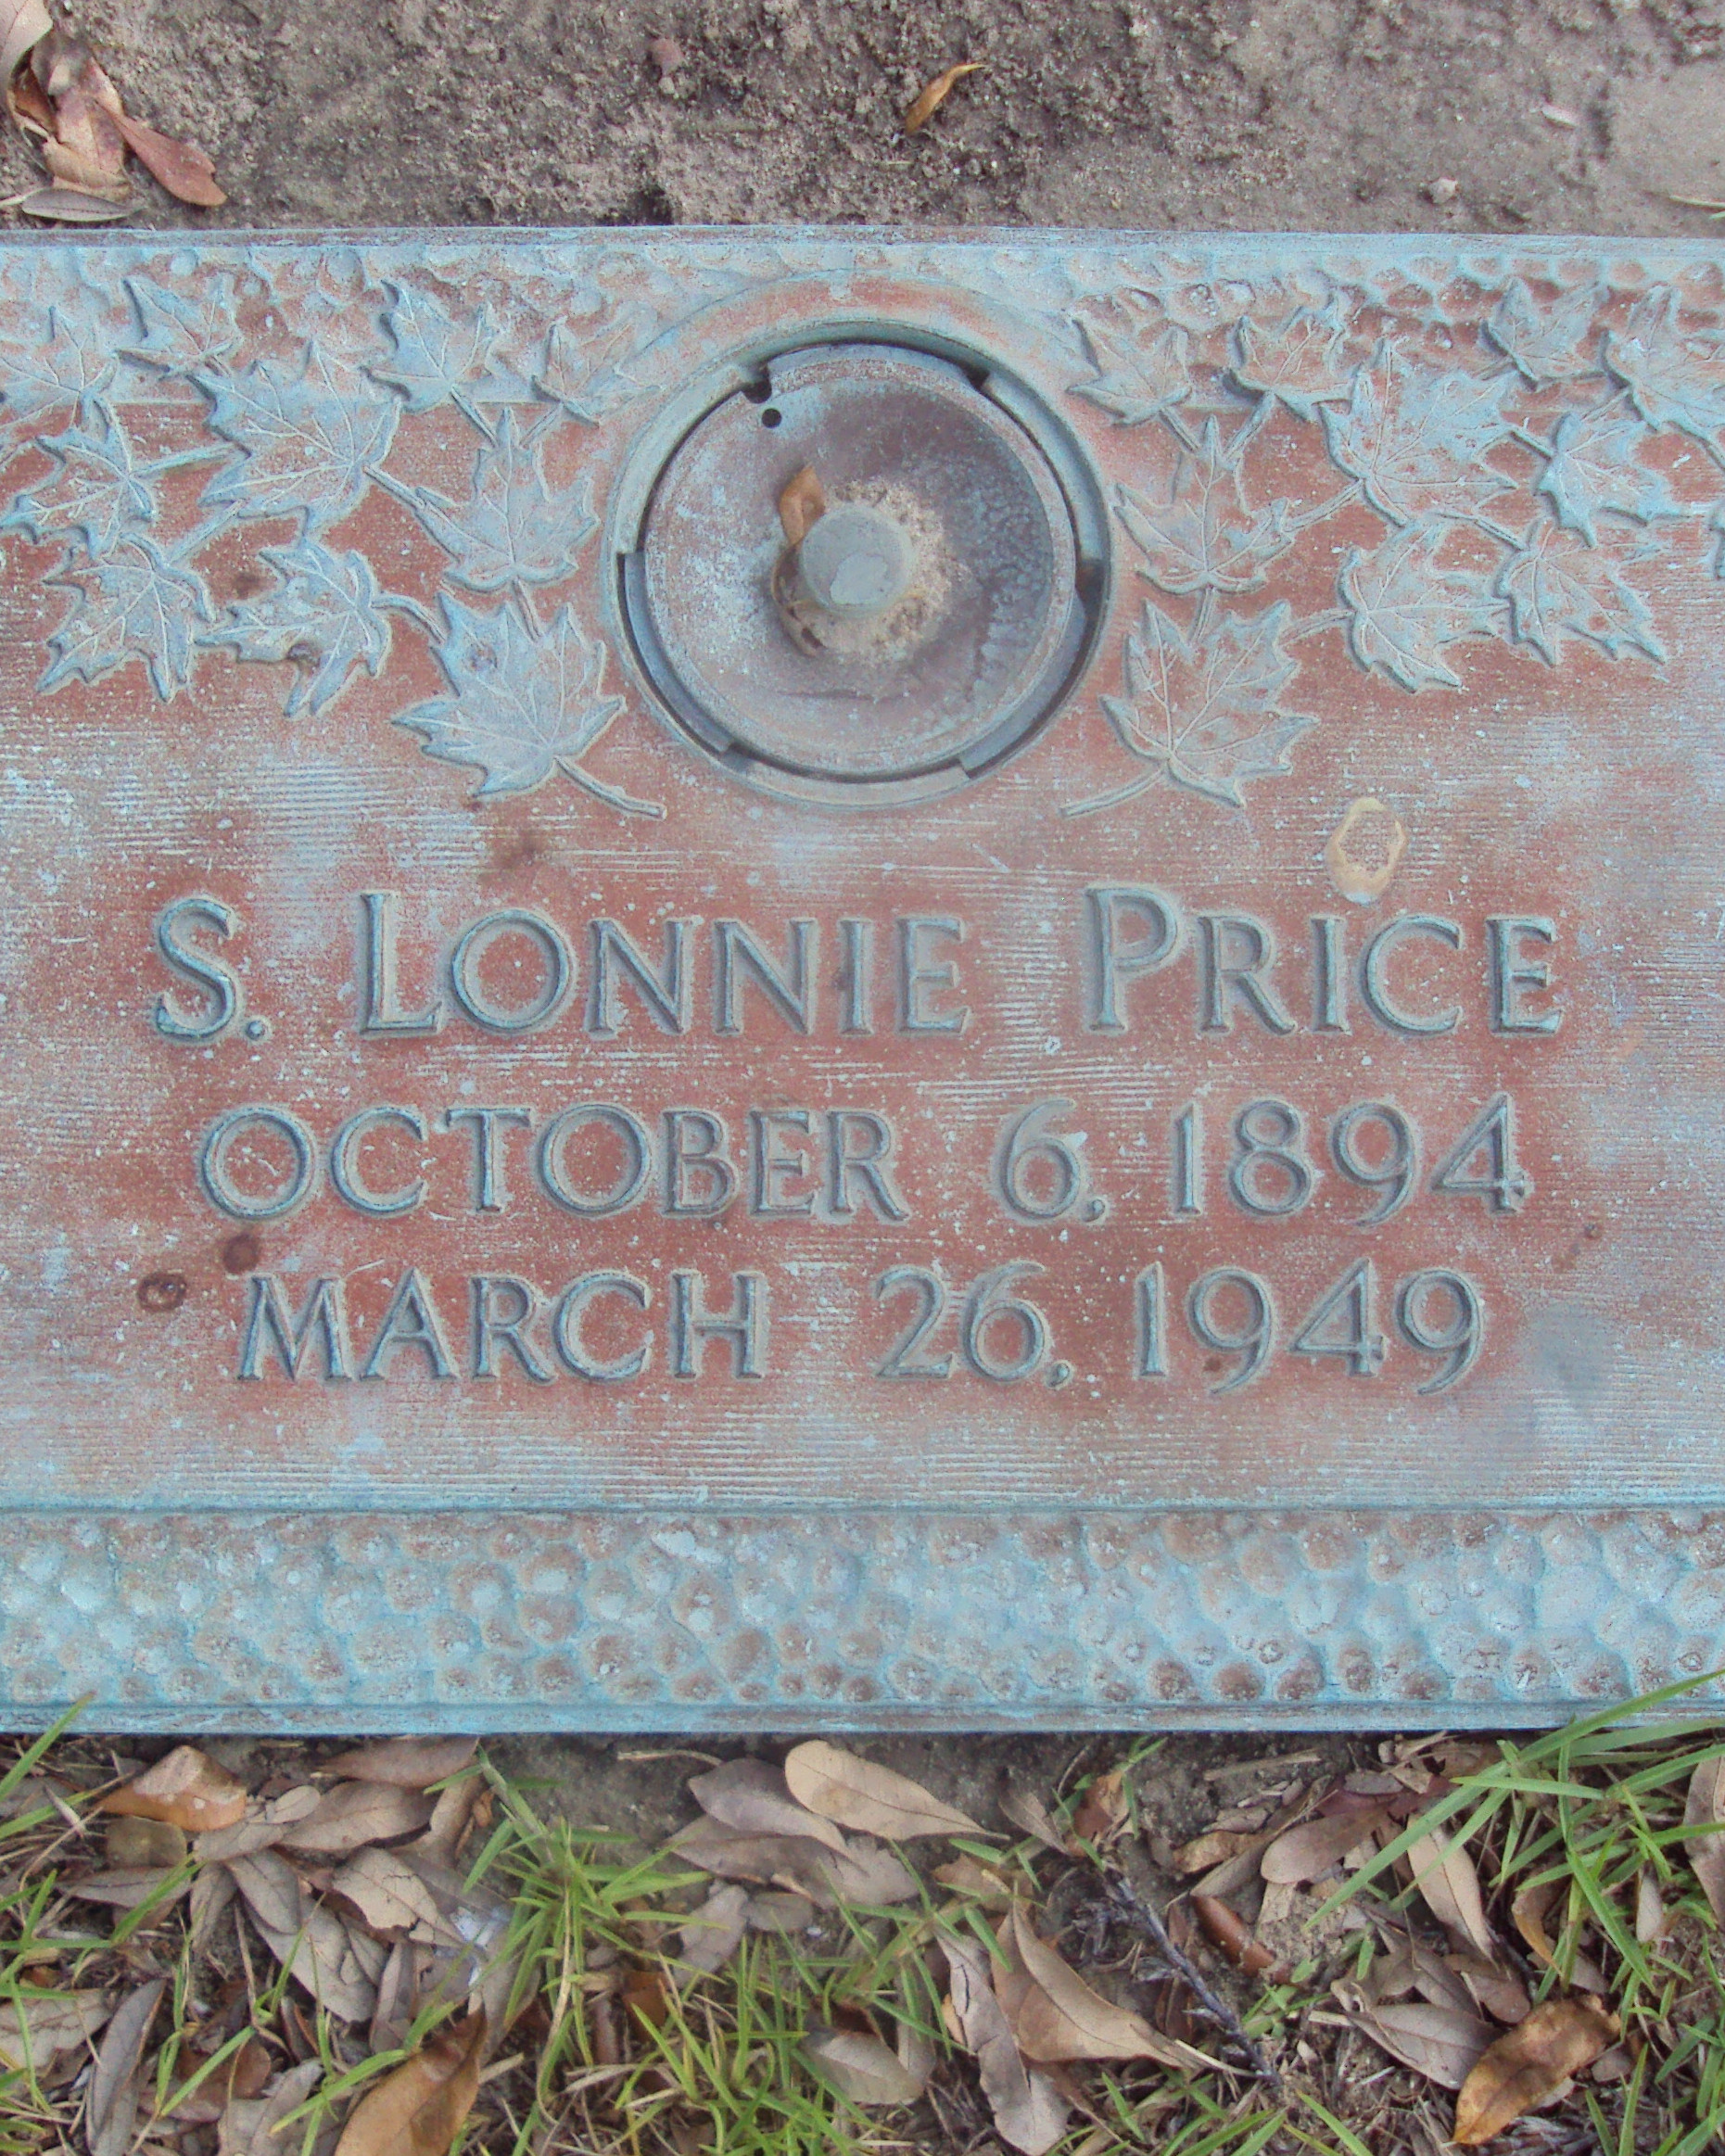 S. LONNIE PRICE
OCTOBER 6, 1894
MARCH 26, 1949